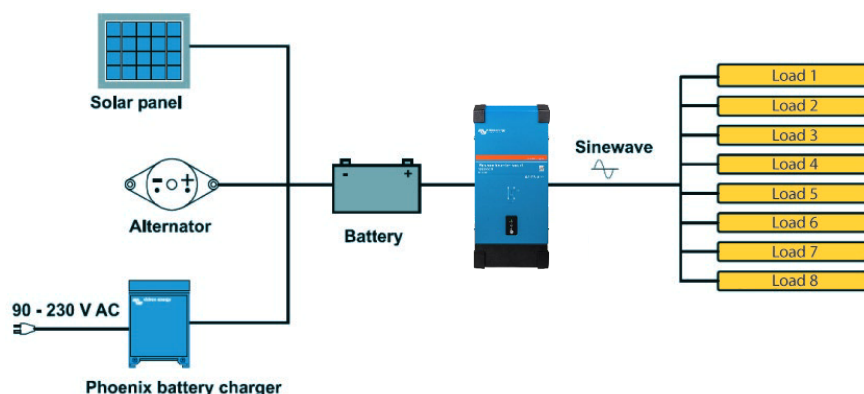 Solar panel
- +
Alternator
90 - 230 V AC
Phoenix battery charger
- +
Battery
Sinewave
Load 1
Load 2
Load 3
Load 4
Load 5
Load 6
Load 7
Load 8